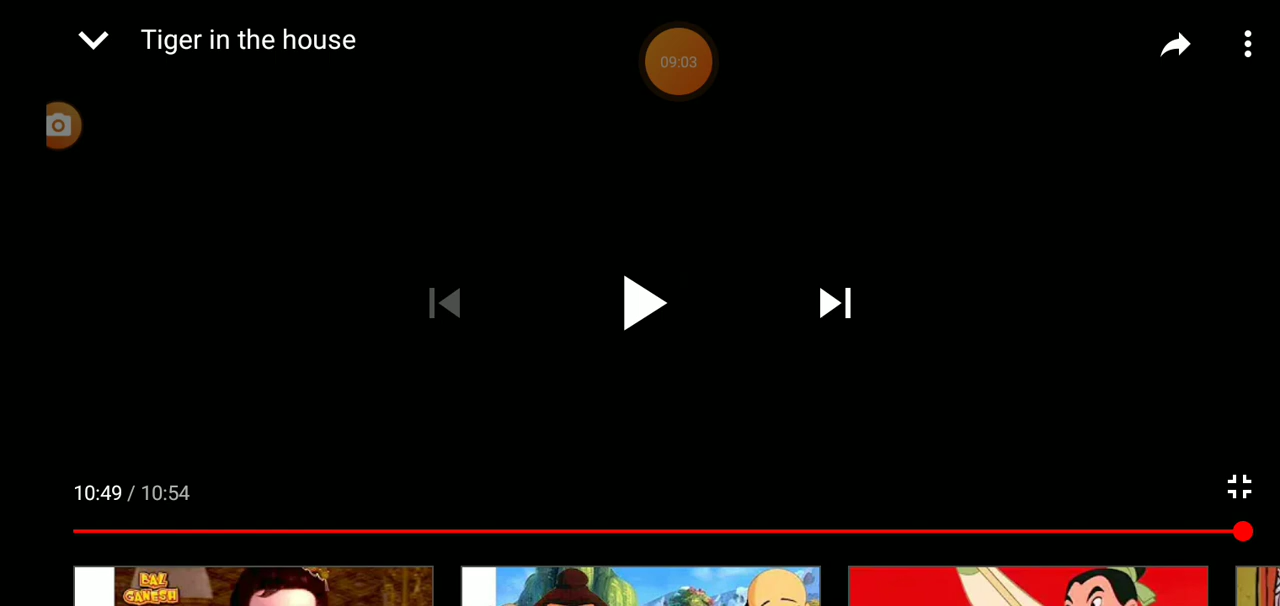 Tiger in the house
09:03
10:49 / 10:54
BAL
GANESH